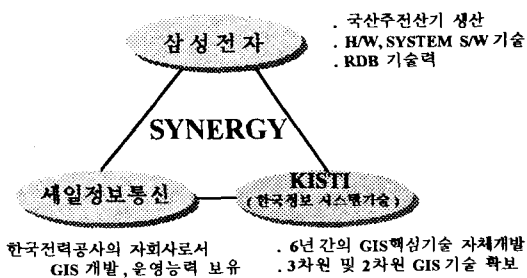 삼성전자
. 국산주전산기 생산
. H/W, SYSTEM S/W 기술
. RDB 기술력
SYNERGY
세일정보통신
KISTI
(한국정보 시스템기술)
한국전력공사의 자회사로서
GIS 개발, 운영능력 보유
. 6년 간의 GIS핵심기술 자체개발
. 3차원 및 2차원 GIS 기술 확보